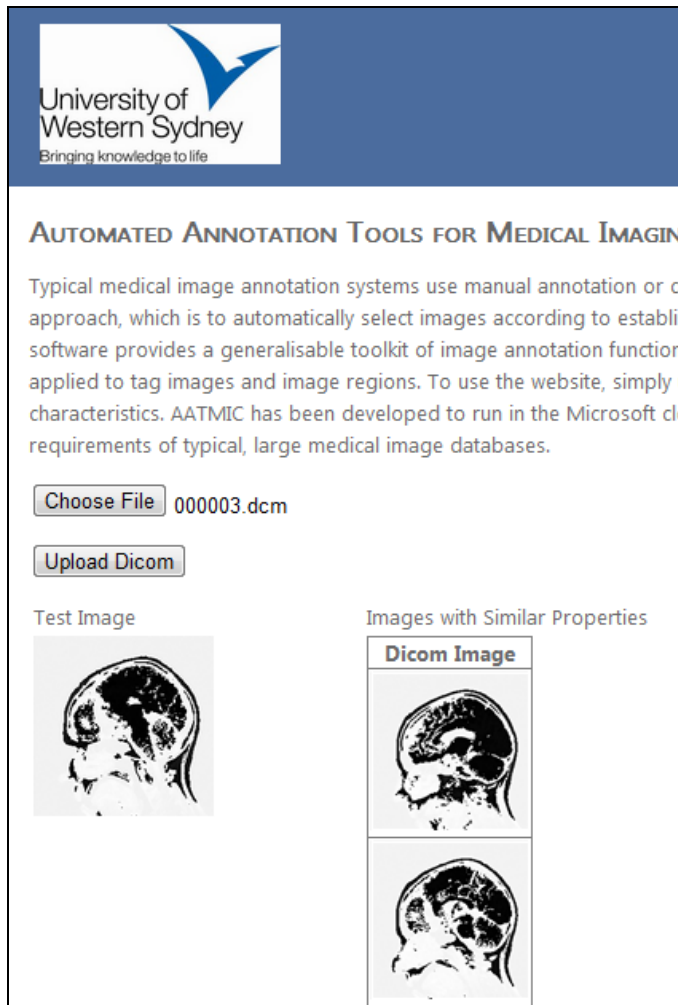 University of
Western Sydney
Bringing knowledge to life
AUTOMATED ANNOTATION TOOLS FOR MEDICAL IMAGIN
Typical medical image annotation systems use manual annotation or
approach, which is to automatically select images according to establi
software provides a generalisable toolkit of image annotation function
applied to tag images and image regions. To use the website, simply
characteristics. AATMIC has been developed to run in the Microsoft cl
requirements of typical, large medical image databases.
Choose File 000003.dcm
Upload Dicom
Test Image
Images with Similar Properties
Dicom Image